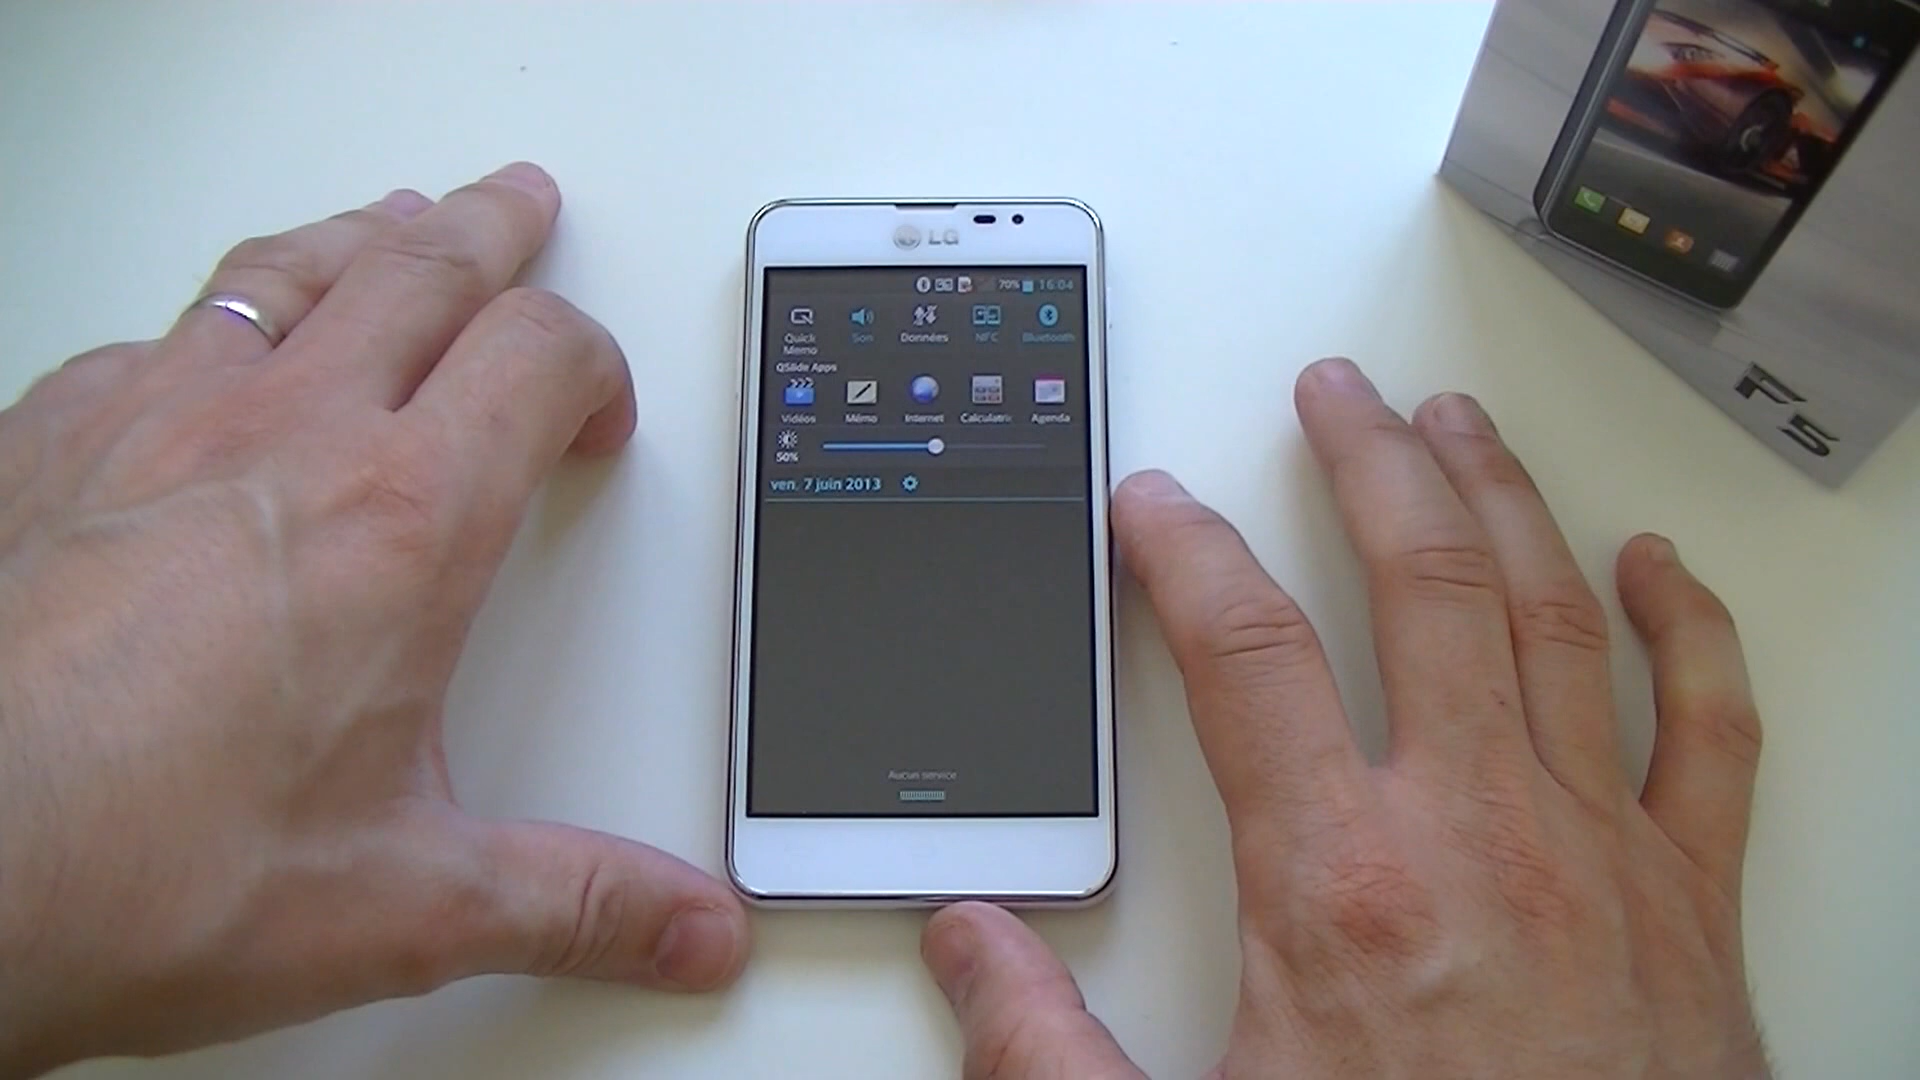 LG
70% 16:04
Quick Memo
Son
Données
NFC
Bluetooth
QSlide Apps
Vidéos
Mémo
Internet
Calculatric
Agenda
50%
ven. 7 juin 2013
Aucun service
F5